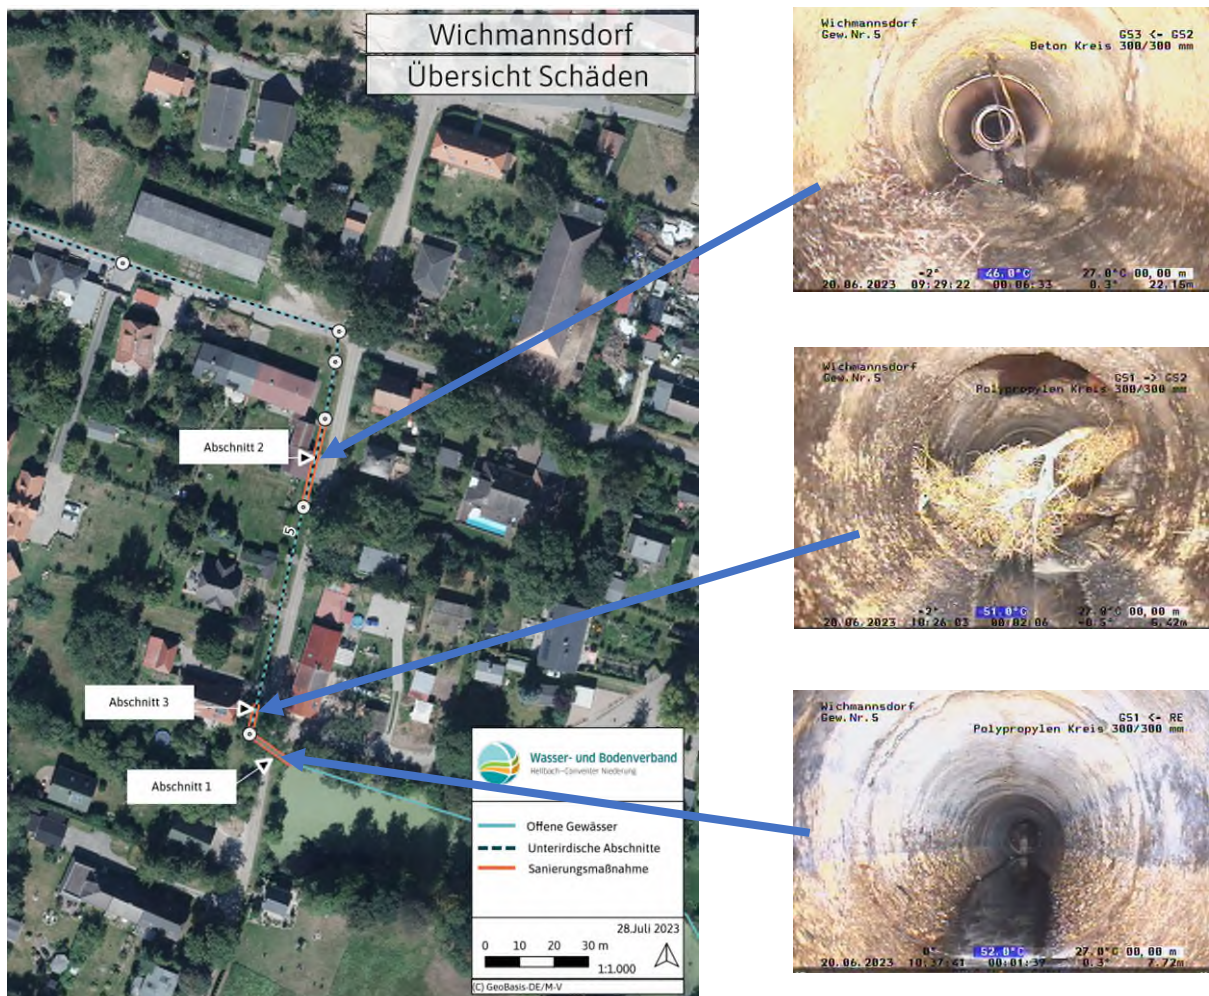 Wichmannsdorf
Übersicht Schäden
Abschnitt 2
5
Abschnitt 3
Abschnitt 1
Wasser- und Bodenverband
Hellbach-Conventer Niederung
Offene Gewässer
Unterirdische Abschnitte
Sanierungsmaßnahme
28.Juli 2023
0 10 20 30 m
1:1.000
(C) GeoBasis-DE/M-V
Wichmannsdorf
Gew.Nr.5
GS3 <- GS2
Beton Kreis 300/300 mm
-2° 46.0°C 27.0°C 00,00 m
20.06.2023 09:29:22 00:06:33 0.3° 22.15m
Wichmannsdorf
Gew.Nr.5
GS1 -> GS2
Polypropylen Kreis 300/300 mm
-2° 51.0°C 27.0°C 00,00 m
20.06.2023 10:26:03 00:02:06 -0.5° 6.42m
Wichmannsdorf
Gew.Nr.5
GS1 <- RE
Polypropylen Kreis 300/300 mm
0° 52.0°C 27.0°C 00,00 m
20.06.2023 10:37:41 00:01:37 0.3° 7.72m